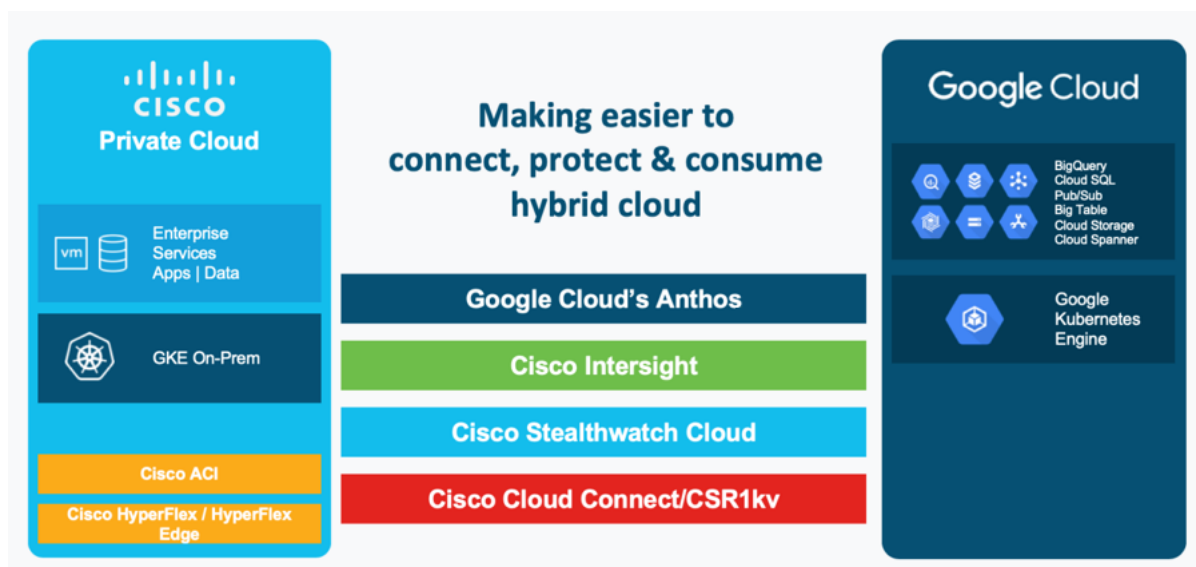 CISCO
Private Cloud
vm
Enterprise
Services
Apps | Data
GKE On-Prem
Cisco ACI
Cisco HyperFlex / HyperFlex
Edge
Making easier to
connect, protect & consume
hybrid cloud
Google Cloud's Anthos
Cisco Intersight
Cisco Stealthwatch Cloud
Cisco Cloud Connect/CSR1kv
Google Cloud
BigQuery
Cloud SQL
Pub/Sub
Big Table
Cloud Storage
Cloud Spanner
Google
Kubernetes
Engine